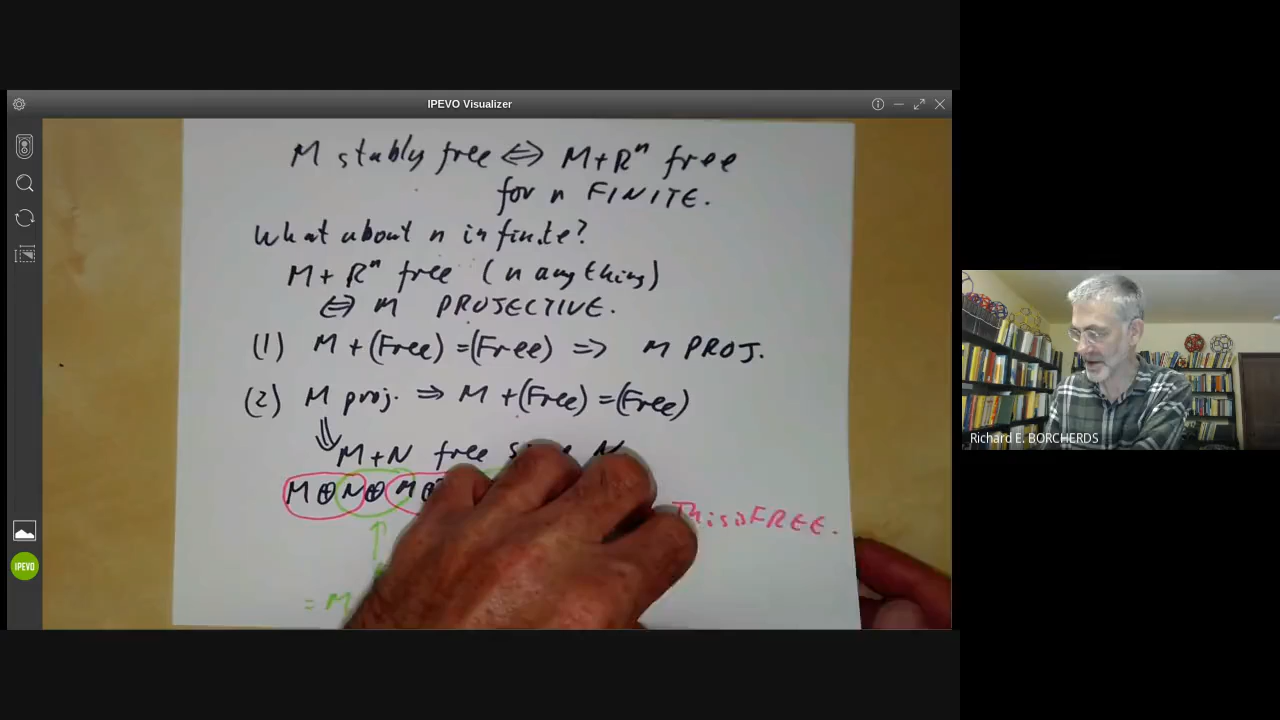 IPEVO Visualizer
M stably free ⇔ M+Rⁿ free
for n FINITE.
What about n infinite?
M+ Rⁿ free (n anything)
⇔ M PROJECTIVE.
(1) M+(Free)=(Free) ⇒ M PROJ.
(2) M proj. ⇒ M+(Free)=(Free)
⇓
M+N free N
M⊕N⊕M⊕
This is FREE.
↑
= M
IPEVO
Richard E. BORCHERDS